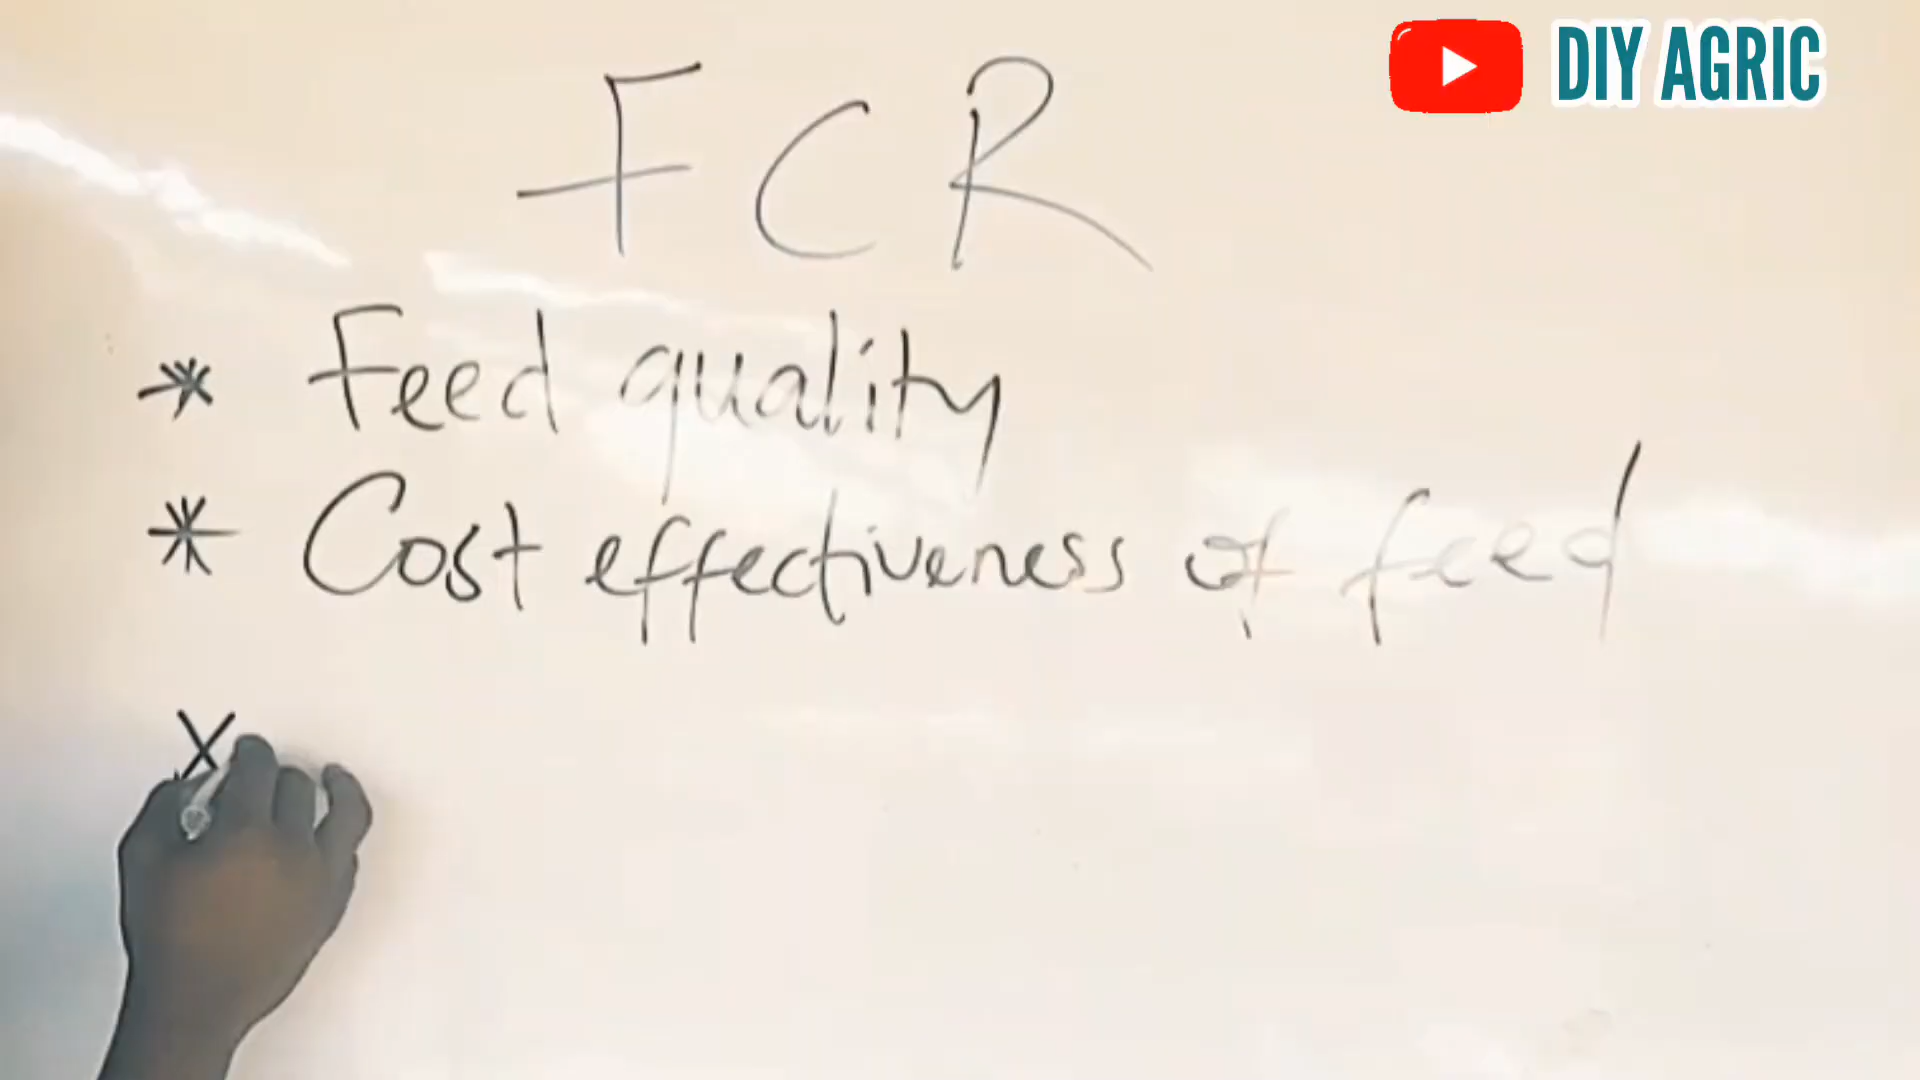 DIY AGRIC
FCR
* Feed quality
* Cost effectiveness of feed